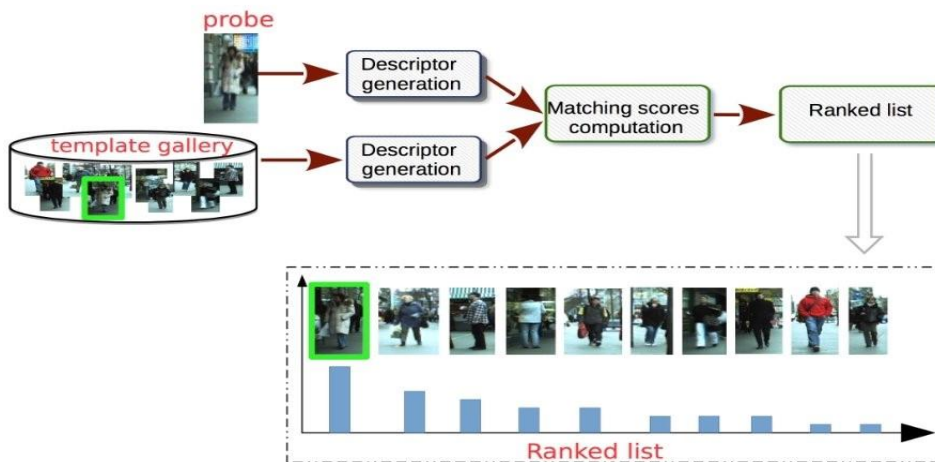 probe
Descriptor
generation
template gallery
Descriptor
generation
Matching scores
computation
Ranked list
Ranked list